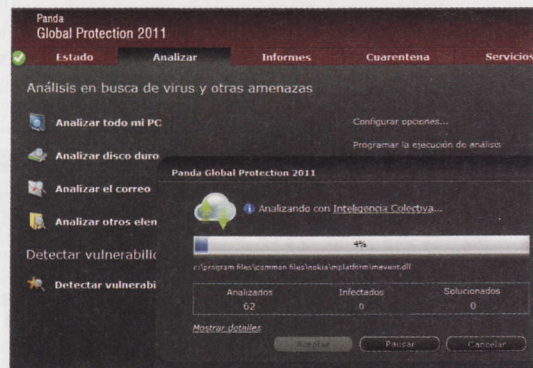 Panda
Global Protection 2011
Estado Analizar Informes Cuarentena Servicios
Análisis en busca de virus y otras amenazas
Analizar todo mi PC
Configurar opciones...
Analizar disco duro
Programar la ejecución de análisis
Panda Global Protection 2011
Analizar el correo
Analizando con Inteligencia Colectiva...
Analizar otros elen
4%
Detectar vulnerabilic
c:\program files\common files\nokia\mplatform\mevent.dll
Detectar vulnerabi
Analizados Infectados Solucionados
62 0 0
Mostrar detalles
Aceptar Pausar Cancelar